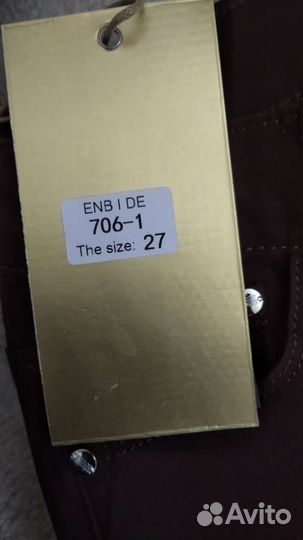 ENB I DE
706-1
The size: 27
Avito